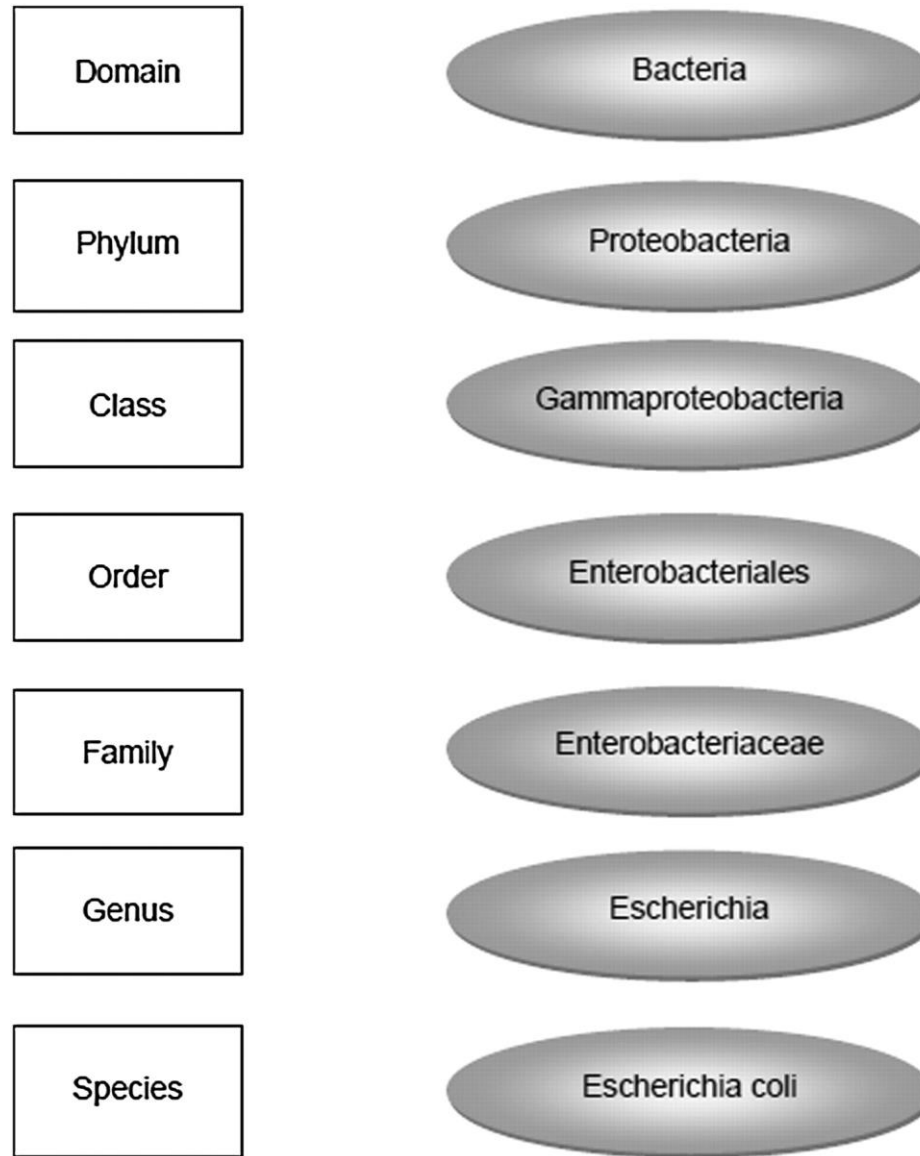 Domain
Bacteria
Phylum
Proteobacteria
Class
Gammaproteobacteria
Order
Enterobacteriales
Family
Enterobacteriaceae
Genus
Escherichia
Species
Escherichia coli